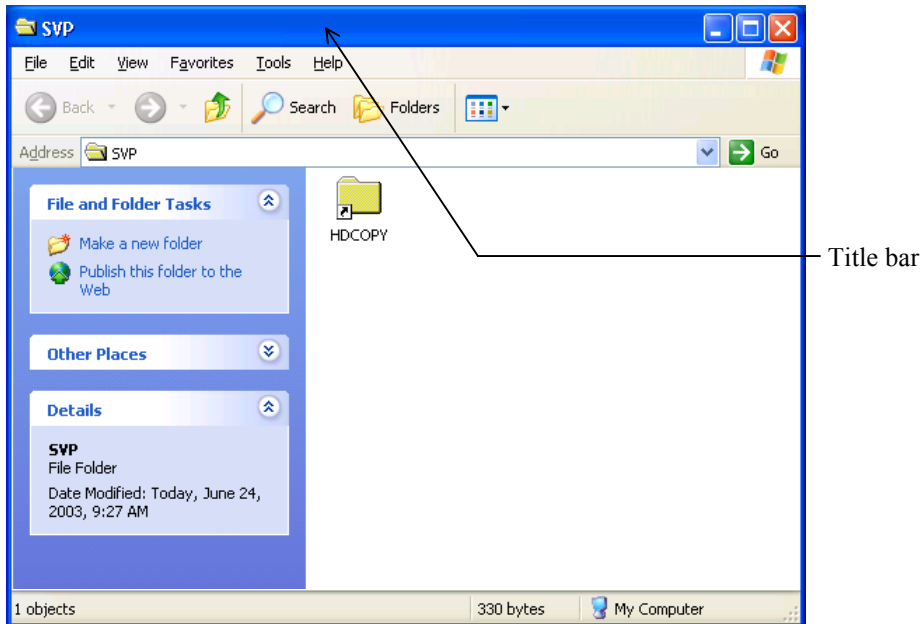 SVP
File Edit View Favorites Tools Help
Back Search Folders
Address SVP Go
File and Folder Tasks
Make a new folder
Publish this folder to the
Web
Other Places
Details
SVP
File Folder
Date Modified: Today, June 24,
2003, 9:27 AM
HDCOPY
Title bar
1 objects 330 bytes My Computer